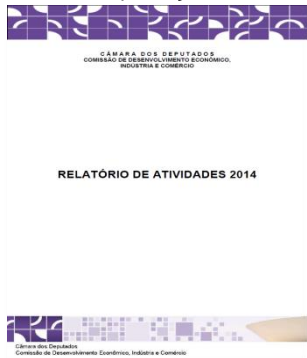 CÂMARA DOS DEPUTADOS
COMISSÃO DE DESENVOLVIMENTO ECONÔMICO,
INDÚSTRIA E COMÉRCIO
RELATÓRIO DE ATIVIDADES 2014
Câmara dos Deputados
Comissão de Desenvolvimento Econômico, Indústria e Comércio